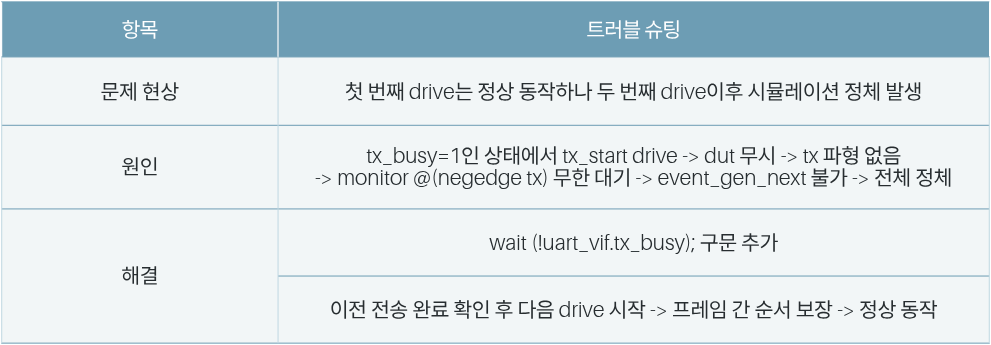 항목
트러블 슈팅
문제 현상
첫 번째 drive는 정상 동작하나 두 번째 drive이후 시뮬레이션 정체 발생
원인
tx_busy=1인 상태에서 tx_start drive -> dut 무시 -> tx 파형 없음
-> monitor @(negedge tx) 무한 대기 -> event_gen_next 불가 -> 전체 정체
해결
wait (!uart_vif.tx_busy); 구문 추가
이전 전송 완료 확인 후 다음 drive 시작 -> 프레임 간 순서 보장 -> 정상 동작